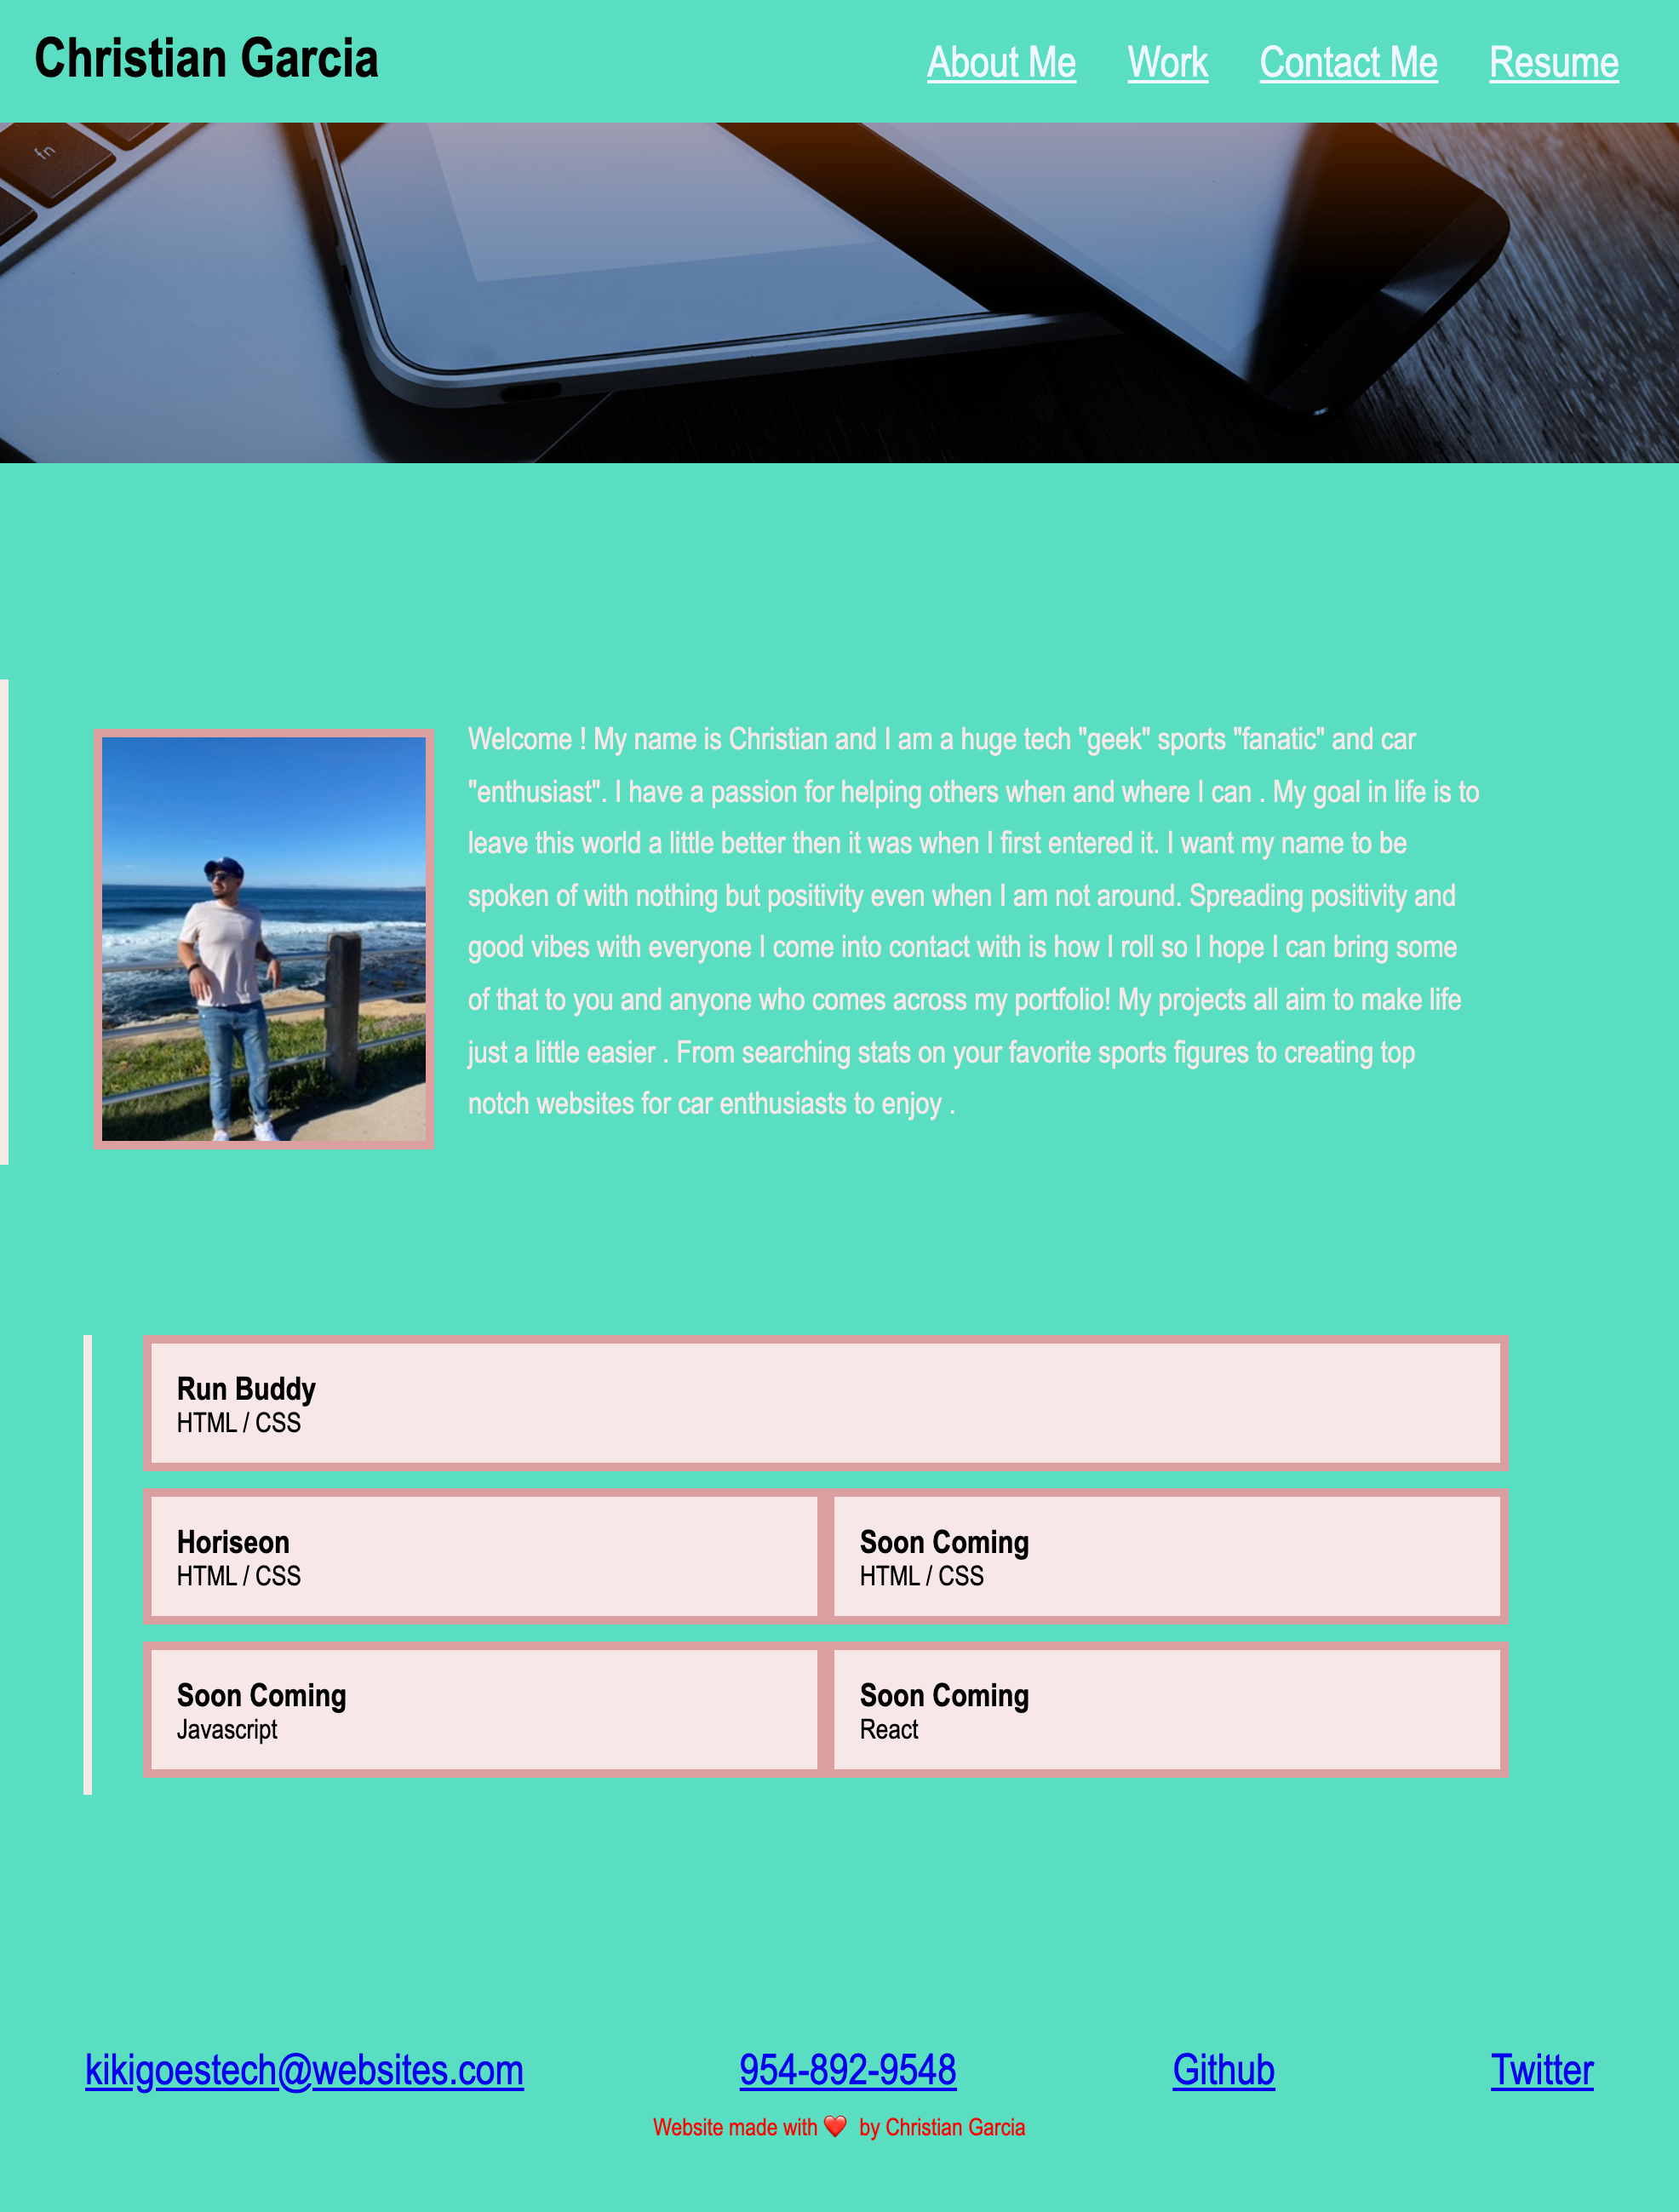 Christian Garcia
About Me Work Contact Me Resume
fn
Welcome ! My name is Christian and I am a huge tech "geek" sports "fanatic" and car
"enthusiast". I have a passion for helping others when and where I can . My goal in life is to
leave this world a little better then it was when I first entered it. I want my name to be
spoken of with nothing but positivity even when I am not around. Spreading positivity and
good vibes with everyone I come into contact with is how I roll so I hope I can bring some
of that to you and anyone who comes across my portfolio! My projects all aim to make life
just a little easier . From searching stats on your favorite sports figures to creating top
notch websites for car enthusiasts to enjoy .
Run Buddy
HTML / CSS
Horiseon
HTML / CSS
Soon Coming
HTML / CSS
Soon Coming
Javascript
Soon Coming
React
kikigoestech@websites.com 954-892-9548 Github Twitter
Website made with ❤️ by Christian Garcia